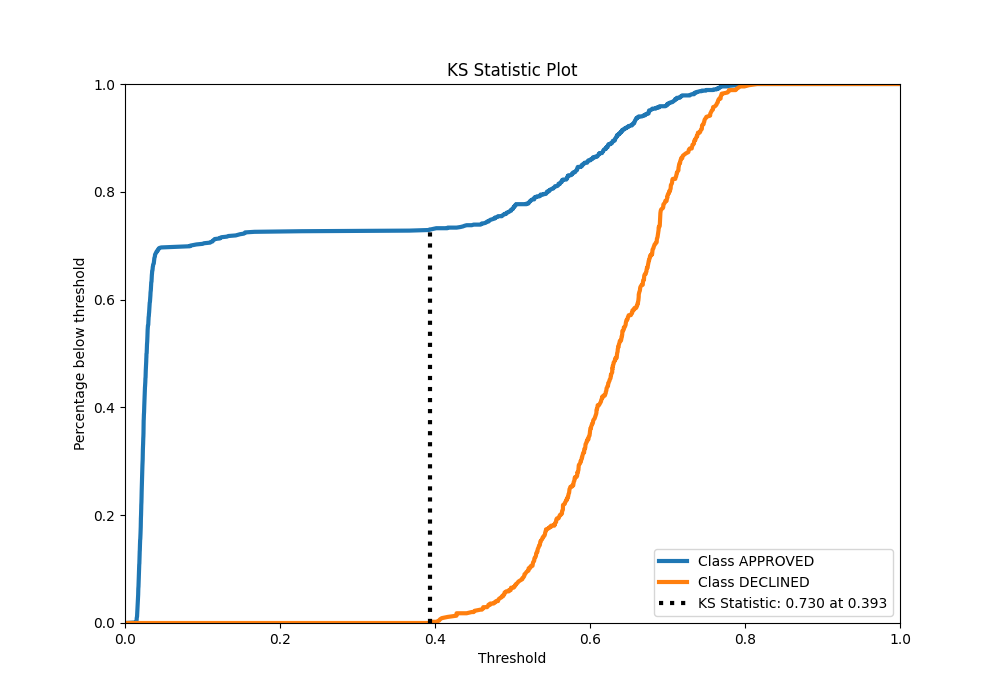 KS Statistic Plot
1.0
0.8
0.6
0.4
0.2
0.0
Percentage below threshold
0.0 0.2 0.4 0.6 0.8 1.0
Threshold
Class APPROVED
Class DECLINED
KS Statistic: 0.730 at 0.393